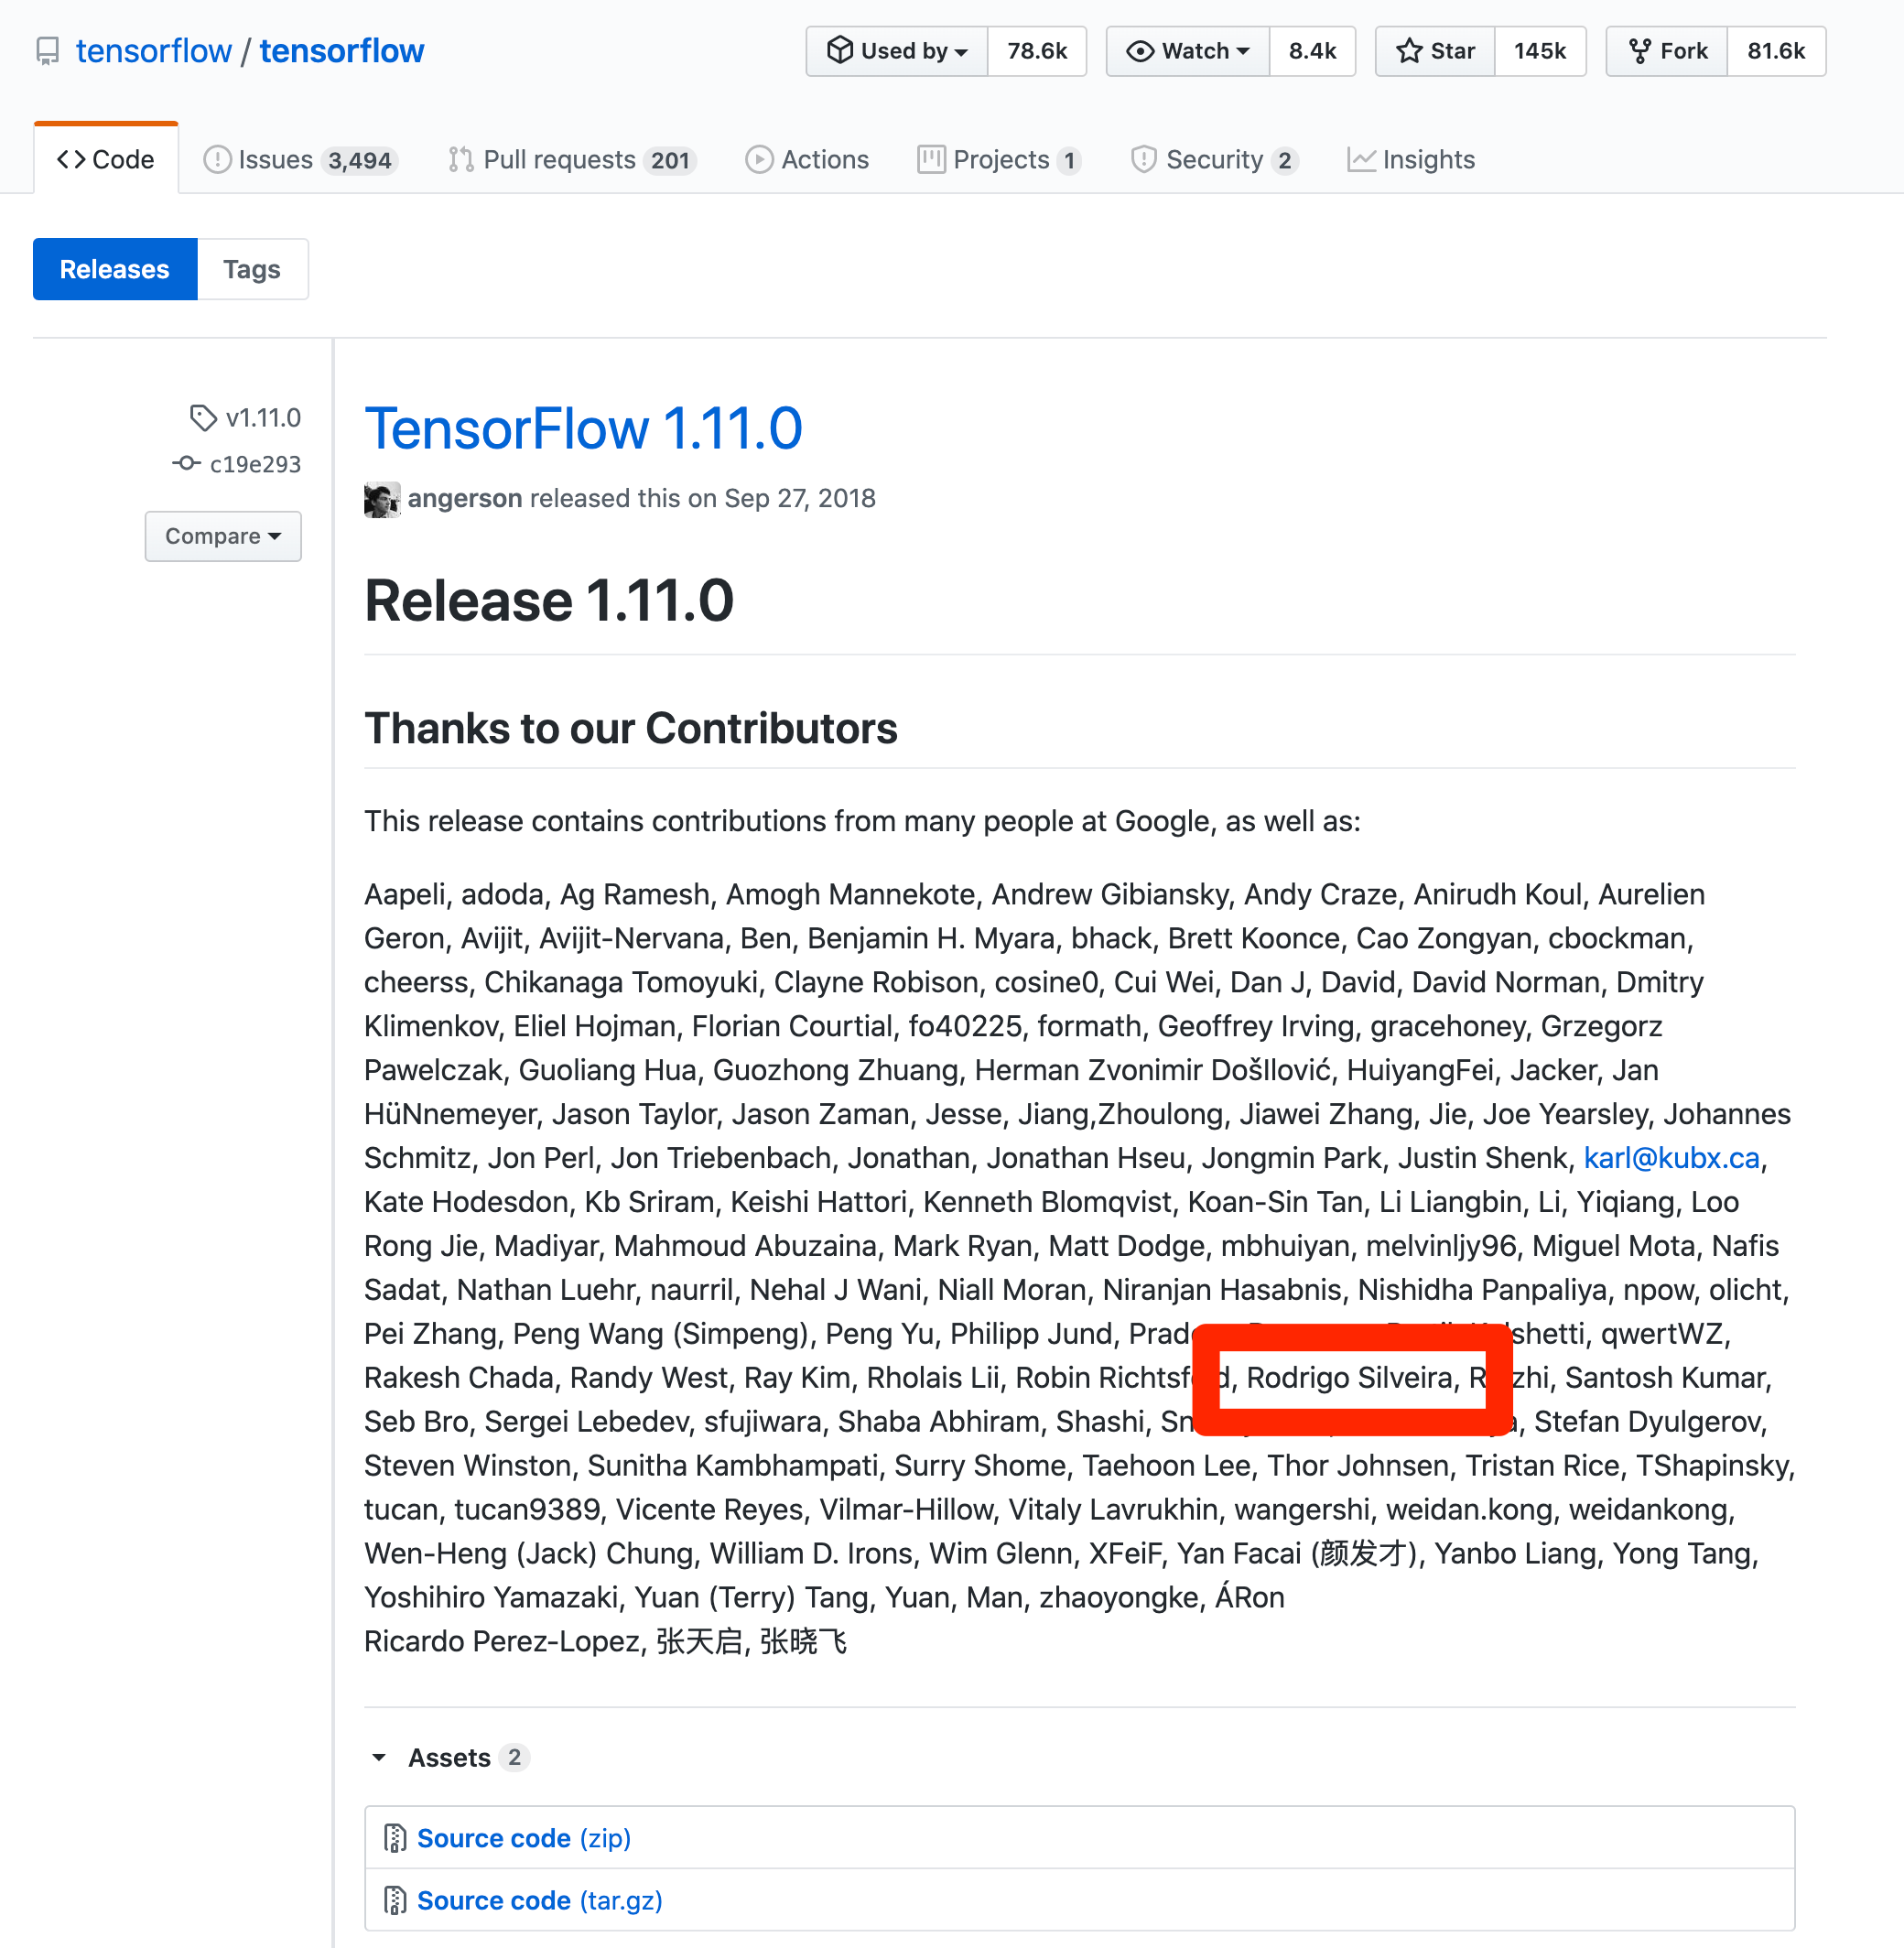 tensorflow / tensorflow
Used by 78.6k Watch 8.4k Star 145k Fork 81.6k
Code Issues 3,494 Pull requests 201 Actions Projects 1 Security 2 Insights
Releases Tags
v1.11.0
c19e293
Compare
TensorFlow 1.11.0
angerson released this on Sep 27, 2018
Release 1.11.0
Thanks to our Contributors
This release contains contributions from many people at Google, as well as:
Aapeli, adoda, Ag Ramesh, Amogh Mannekote, Andrew Gibiansky, Andy Craze, Anirudh Koul, Aurelien
Geron, Avijit, Avijit-Nervana, Ben, Benjamin H. Myara, bhack, Brett Koonce, Cao Zongyan, cbockman,
cheerss, Chikanaga Tomoyuki, Clayne Robison, cosine0, Cui Wei, Dan J, David, David Norman, Dmitry
Klimenkov, Eliel Hojman, Florian Courtial, fo40225, formath, Geoffrey Irving, gracehoney, Grzegorz
Pawelczak, Guoliang Hua, Guozhong Zhuang, Herman Zvonimir DošIlović, HuiyangFei, Jacker, Jan
HüNnemeyer, Jason Taylor, Jason Zaman, Jesse, Jiang,Zhoulong, Jiawei Zhang, Jie, Joe Yearsley, Johannes
Schmitz, Jon Perl, Jon Triebenbach, Jonathan, Jonathan Hseu, Jongmin Park, Justin Shenk, karl@kubx.ca,
Kate Hodesdon, Kb Sriram, Keishi Hattori, Kenneth Blomqvist, Koan-Sin Tan, Li Liangbin, Li, Yiqiang, Loo
Rong Jie, Madiyar, Mahmoud Abuzaina, Mark Ryan, Matt Dodge, mbhuiyan, melvinljy96, Miguel Mota, Nafis
Sadat, Nathan Luehr, naurril, Nehal J Wani, Niall Moran, Niranjan Hasabnis, Nishidha Panpaliya, npow, olicht,
Pei Zhang, Peng Wang (Simpeng), Peng Yu, Philipp Jund, qwertWZ,
Rakesh Chada, Randy West, Ray Kim, Rholais Lii, Robin Rodrigo Silveira, Santosh Kumar,
Seb Bro, Sergei Lebedev, sfujiwara, Shaba Abhiram, Shashi, Stefan Dyulgerov,
Steven Winston, Sunitha Kambhampati, Surry Shome, Taehoon Lee, Thor Johnsen, Tristan Rice, TShapinsky,
tucan, tucan9389, Vicente Reyes, Vilmar-Hillow, Vitaly Lavrukhin, wangershi, weidan.kong, weidankong,
Wen-Heng (Jack) Chung, William D. Irons, Wim Glenn, XFeiF, Yan Facai (颜发才), Yanbo Liang, Yong Tang,
Yoshihiro Yamazaki, Yuan (Terry) Tang, Yuan, Man, zhaoyongke, ÁRon
Ricardo Perez-Lopez, 张天启, 张晓飞
Assets 2
Source code (zip)
Source code (tar.gz)